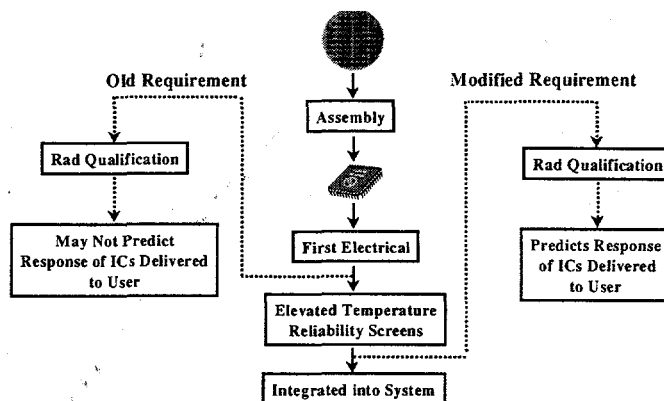 Old Requirement
Modified Requirement
Assembly
Rad Qualification
Rad Qualification
May Not Predict
Response of ICs Delivered
to User
First Electrical
Predicts Response
of ICs Delivered
to User
Elevated Temperature
Reliability Screens
Integrated into System